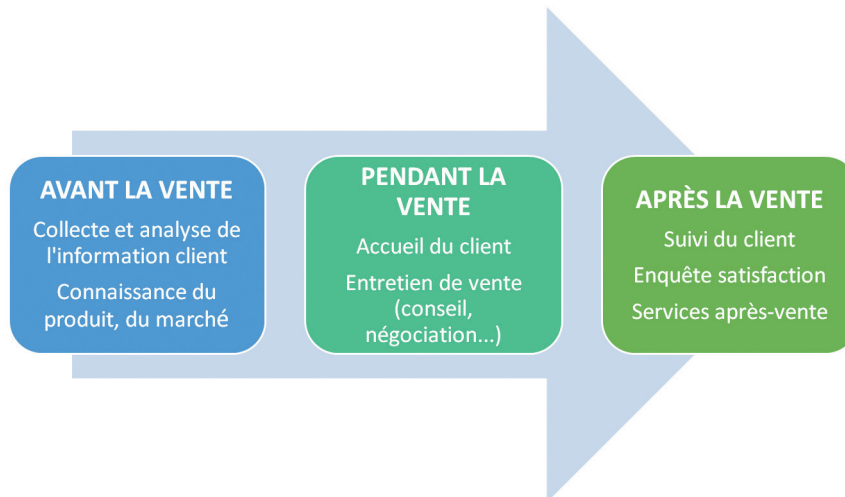 AVANT LA VENTE
Collecte et analyse de
l'information client
Connaissance du
produit, du marché
PENDANT LA
VENTE
Accueil du client
Entretien de vente
(conseil,
négociation...)
APRÈS LA VENTE
Suivi du client
Enquête satisfaction
Services après-vente